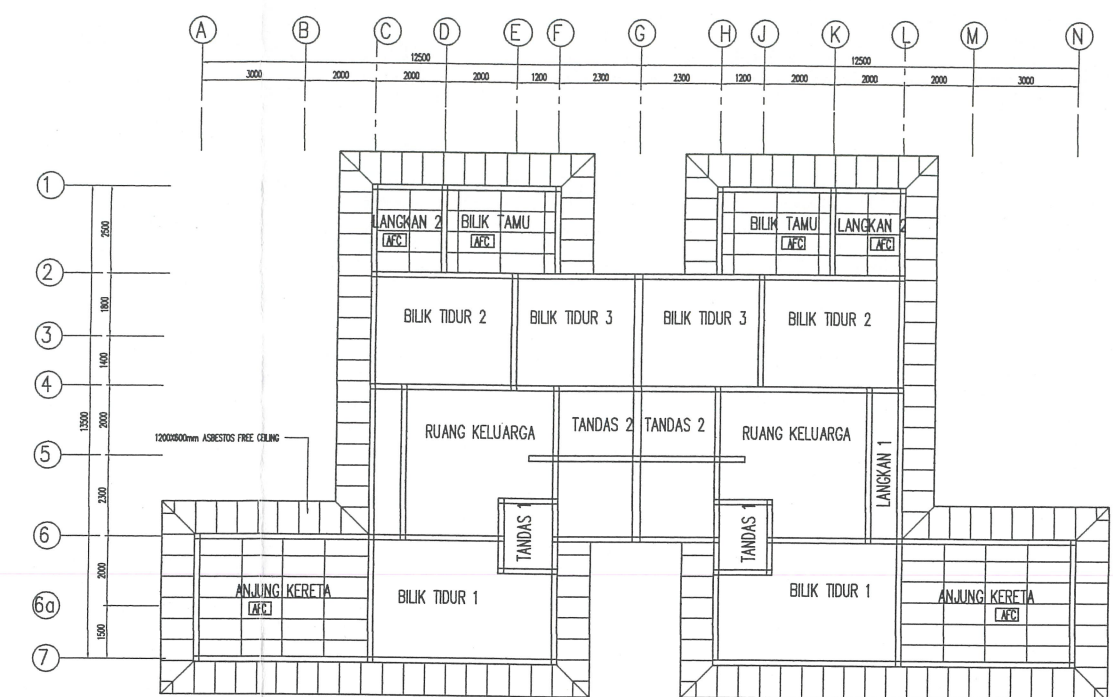 A B C D E F G H J K L M N
12500 12500
3000 2000 2000 2000 1200 2300 2300 1200 2000 2000 2000 3000
1
2500
LANGKAN 2 BILIK TAMU BILIK TAMU LANGKAN 2
AFC AFC AFC AFC
2
1800
BILIK TIDUR 2 BILIK TIDUR 3 BILIK TIDUR 3 BILIK TIDUR 2
3
1400
4
13500
2000
RUANG KELUARGA TANDAS 2 TANDAS 2 RUANG KELUARGA
1200X600mm ASBESTOS FREE CEILING
5
LANGKAN 1
2300
TANDAS 1 TANDAS 1
6
2000
ANJUNG KERETA BILIK TIDUR 1 BILIK TIDUR 1 ANJUNG KERETA
AFC AFC
6a
1500
7